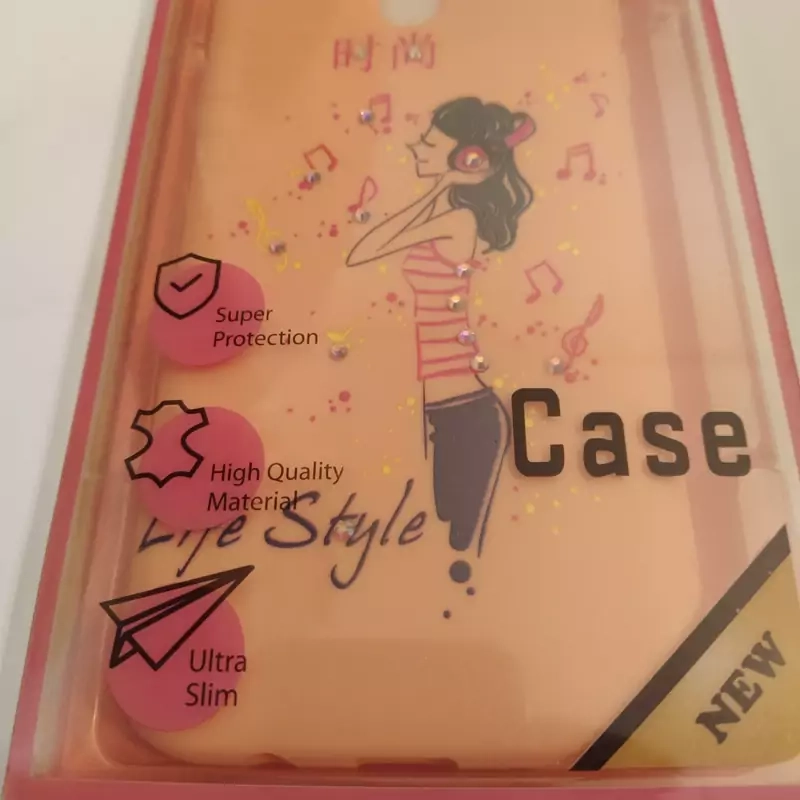 时尚
Super
Protection
Case
High Quality
Material
Life Style
Ultra
Slim
NEW